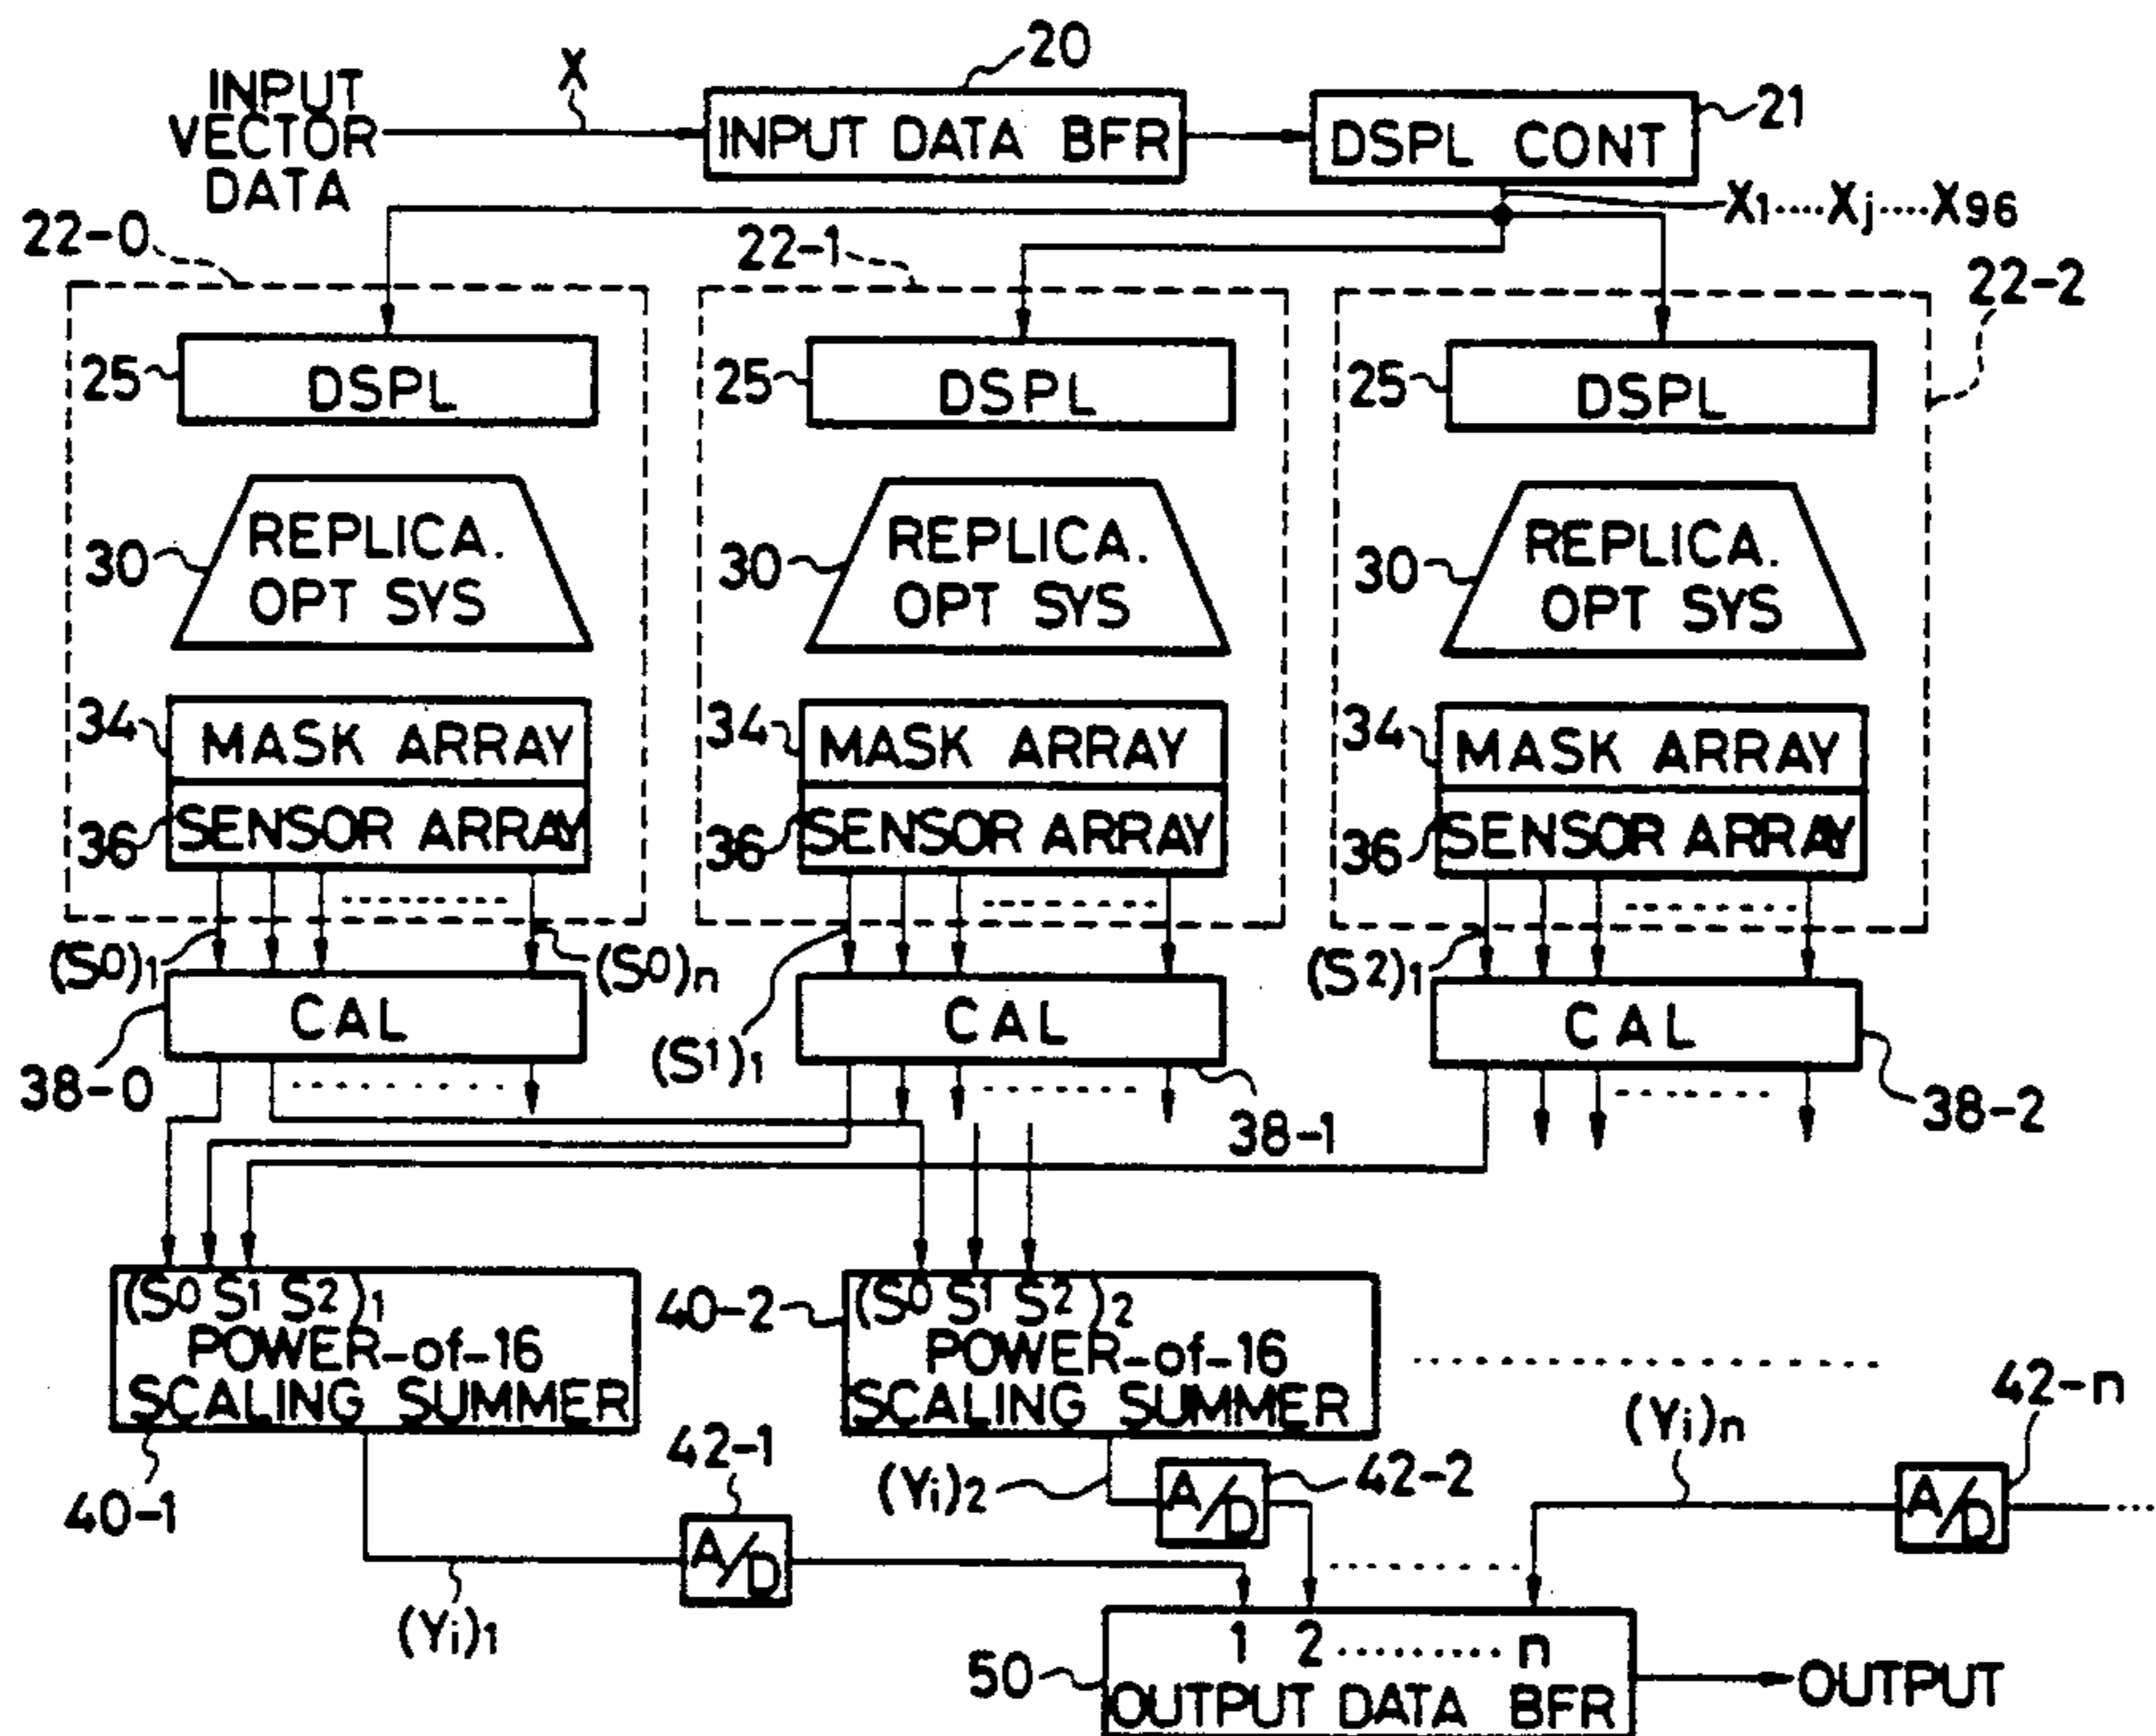 20
X
INPUT
VECTOR
DATA
INPUT DATA BFR
DSPL CONT
21
X1....Xj....X96
22-0
22-1
22-2
25
DSPL
25
DSPL
25
DSPL
30
REPLICA.
OPT SYS
30
REPLICA.
OPT SYS
30
REPLICA.
OPT SYS
34
MASK ARRAY
34
MASK ARRAY
34
MASK ARRAY
36
SENSOR ARRAY
36
SENSOR ARRAY
36
SENSOR ARRAY
(S0)1
(S0)n
(S1)1
(S2)1
CAL
CAL
CAL
38-0
38-1
38-2
(S0 S1 S2)1
POWER-of-16
SCALING SUMMER
40-1
40-2
(S0 S1 S2)2
POWER-of-16
SCALING SUMMER
42-1
A/D
(Yi)1
(Yi)2
A/D
42-2
(Yi)n
42-n
A/D
50
1 2 ......... n
OUTPUT DATA BFR
OUTPUT